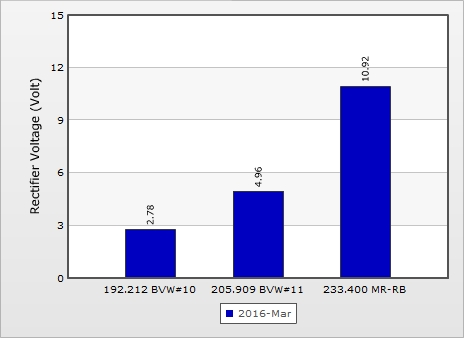 15
12
9
6
3
0
Rectifier Voltage (Volt)
2.78
4.96
10.92
192.212 BVW#10
205.909 BVW#11
233.400 MR-RB
2016-Mar